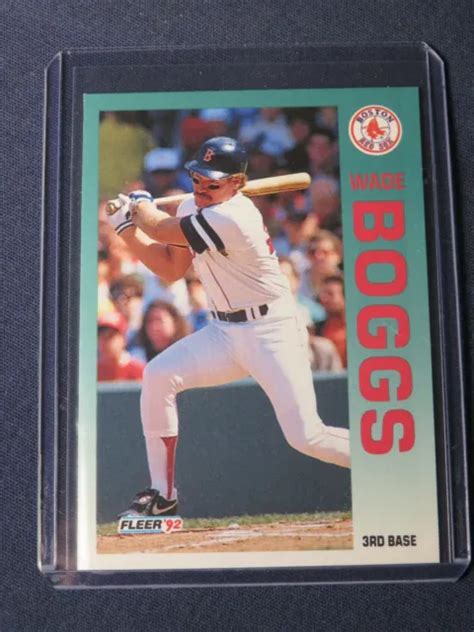 BOSTON
RED SOX
WADE
BOGGS
B
FLEER '92
3RD BASE